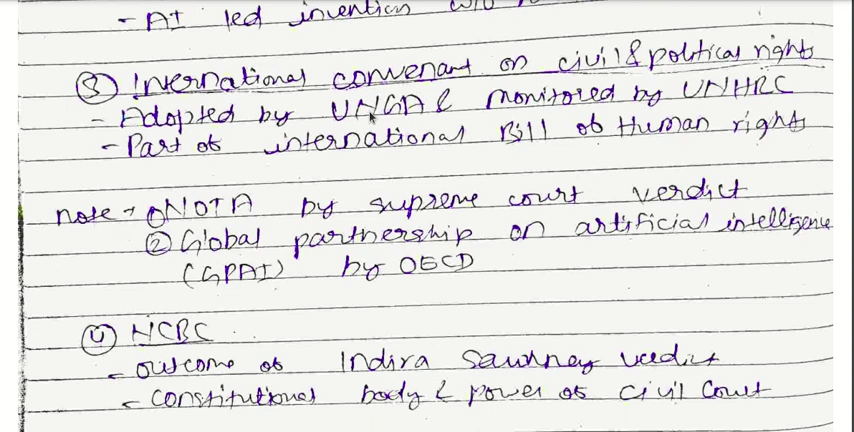 - AI led invention
③ International convenant on civil & political rights
- Adopted by UNGA & monitored by UNHRC
- Part of international Bill of Human rights
note → ① NOTA by supreme court verdict
② Global partnership on artificial intelligence
(GPAI) by OECD
④ NCBC
- outcome of Indira Sawhney verdict
- constitutional body & power of civil court